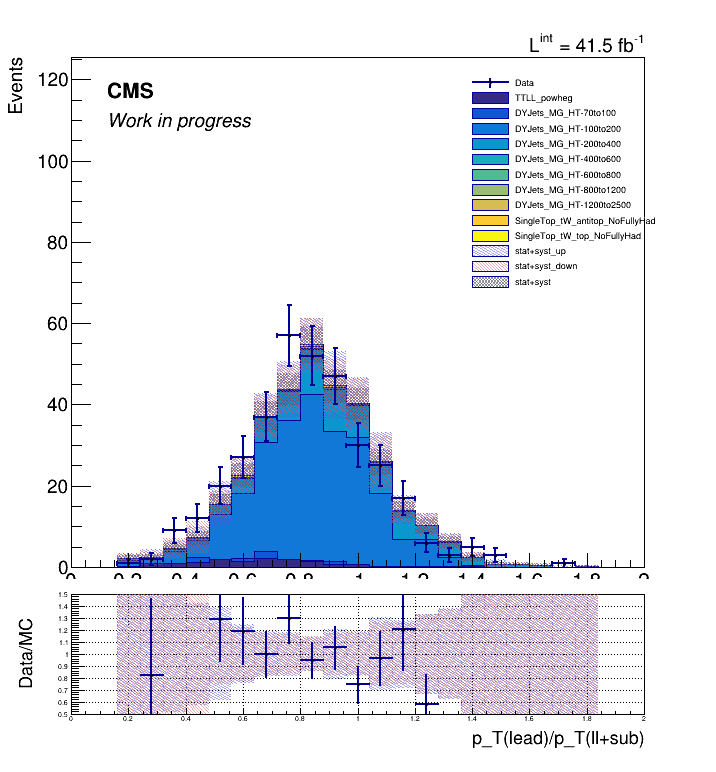 L^int = 41.5 fb^-1
Events
CMS
Work in progress
Data
TTLL_powheg
DYJets_MG_HT-70to100
DYJets_MG_HT-100to200
DYJets_MG_HT-200to400
DYJets_MG_HT-400to600
DYJets_MG_HT-600to800
DYJets_MG_HT-800to1200
DYJets_MG_HT-1200to2500
SingleTop_tW_antitop_NoFullyHad
SingleTop_tW_top_NoFullyHad
stat+syst_up
stat+syst_down
stat+syst
120
100
80
60
40
20
0
0 0.2 0.4 0.6 0.8 1 1.2 1.4 1.6 1.8 2
Data/MC
1.5
1.4
1.3
1.2
1.1
1
0.9
0.8
0.7
0.6
0.5
0 0.2 0.4 0.6 0.8 1 1.2 1.4 1.6 1.8 2
p_T(lead)/p_T(ll+sub)